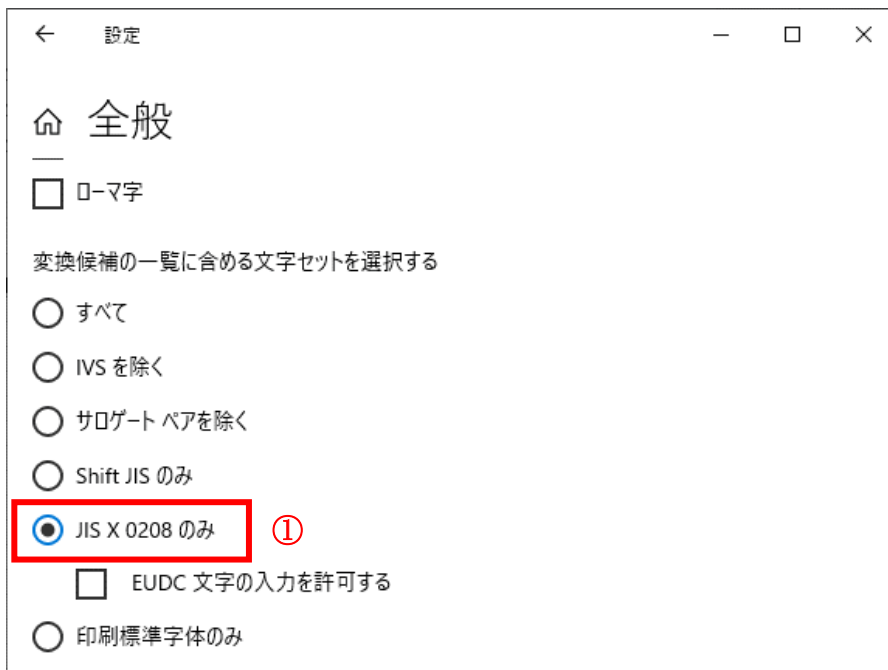 設定
全般
ローマ字
変換候補の一覧に含める文字セットを選択する
すべて
IVS を除く
サロゲート ペアを除く
Shift JIS のみ
JIS X 0208 のみ ①
EUDC 文字の入力を許可する
印刷標準字体のみ